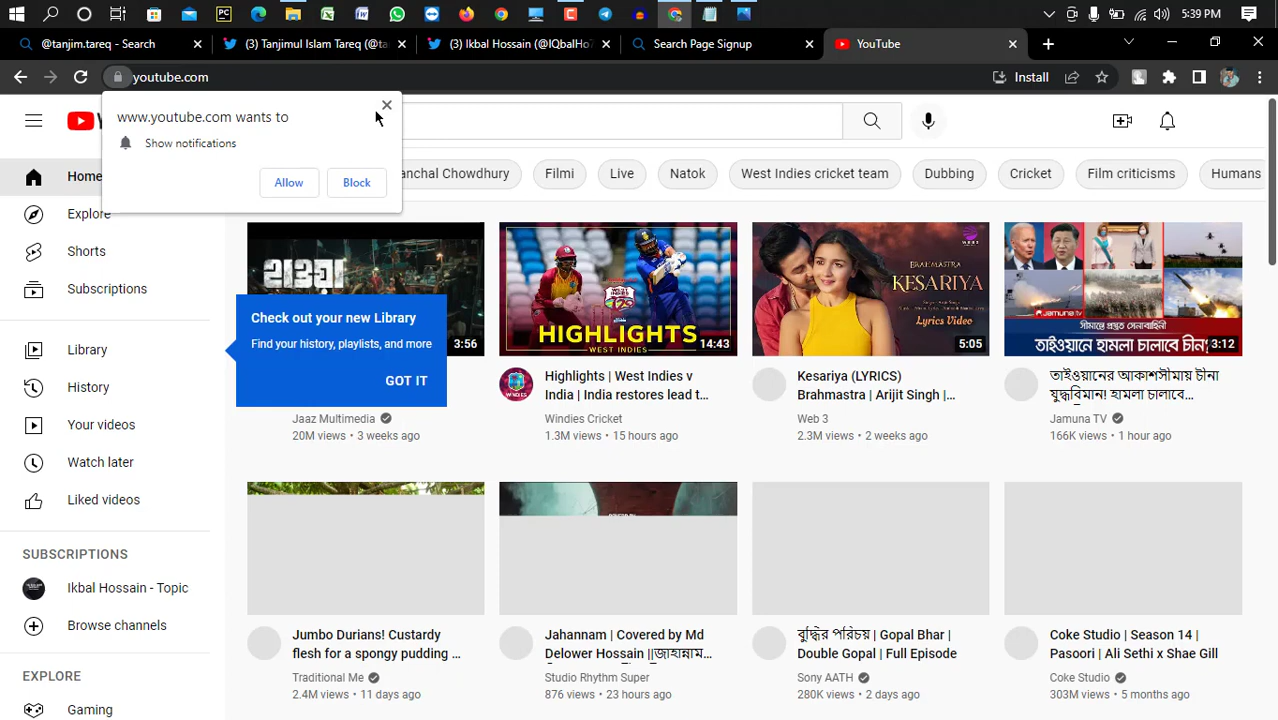 5:39 PM
@tanjim.tareq - Search
(3) Tanjimul Islam Tareq (@ta
(3) Ikbal Hossain (@IQbalHo7
Search Page Signup
YouTube
youtube.com
Install
www.youtube.com wants to
Show notifications
Allow
Block
anchal Chowdhury
Filmi
Live
Natok
West Indies cricket team
Dubbing
Cricket
Film criticisms
Humans
Home
Explore
Shorts
Subscriptions
Library
History
Your videos
Watch later
Liked videos
SUBSCRIPTIONS
Ikbal Hossain - Topic
Browse channels
EXPLORE
Gaming
হাওয়া
3:56
Check out your new Library
Find your history, playlists, and more
GOT IT
Jaaz Multimedia
20M views • 3 weeks ago
HIGHLIGHTS
WEST INDIES
14:43
Highlights | West Indies v
India | India restores lead t...
Windies Cricket
1.3M views • 15 hours ago
BRAHMASTRA
KESARIYA
Lyrics Video
5:05
Kesariya (LYRICS)
Brahmastra | Arijit Singh |...
Web 3
2.3M views • 2 weeks ago
JAMUNA TV
সীমান্তে প্রস্তুত সেনাবাহিনী
তাইওয়ানে হামলা চালাবে চীন
3:12
তাইওয়ানের আকাশসীমায় চীনা
যুদ্ধবিমান! হামলা চালাবে...
Jamuna TV
166K views • 1 hour ago
Jumbo Durians! Custardy
flesh for a spongy pudding ...
Traditional Me
2.4M views • 11 days ago
Jahannam | Covered by Md
Delower Hossain ||জাহান্নাম...
Studio Rhythm Super
876 views • 23 hours ago
বুদ্ধির পরিচয় | Gopal Bhar |
Double Gopal | Full Episode
Sony AATH
280K views • 2 days ago
Coke Studio | Season 14 |
Pasoori | Ali Sethi x Shae Gill
Coke Studio
303M views • 5 months ago